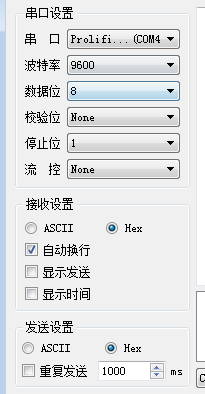 串口设置
串 口 Prolifi...(COM4
波特率 9600
数据位 8
校验位 None
停止位 1
流 控 None
接收设置
ASCII Hex
自动换行
显示发送
显示时间
发送设置
ASCII Hex
重复发送 1000 ms